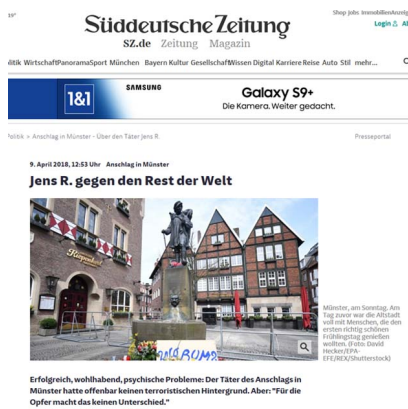 19°
Shop Jobs Immobilien Anzeig
Login
Süddeutsche Zeitung
SZ.de Zeitung Magazin
litik Wirtschaft Panorama Sport München Bayern Kultur Gesellschaft Wissen Digital Karriere Reise Auto Stil mehr...
1&1
SAMSUNG
Galaxy S9+
Die Kamera. Weiter gedacht.
Politik > Anschlag in Münster - Über den Täter Jens R.
Presseportal
9. April 2018, 12:53 Uhr Anschlag in Münster
Jens R. gegen den Rest der Welt
Kiepenkerl
Münster, am Sonntag. Am
Tag zuvor war die Altstadt
voll mit Menschen, die den
ersten richtig schönen
Frühlingstag genießen
wollten. (Foto: David
Hecker/EPA-
EFE/REX/Shutterstock)
Erfolgreich, wohlhabend, psychische Probleme: Der Täter des Anschlags in
Münster hatte offenbar keinen terroristischen Hintergrund. Aber: "Für die
Opfer macht das keinen Unterschied."